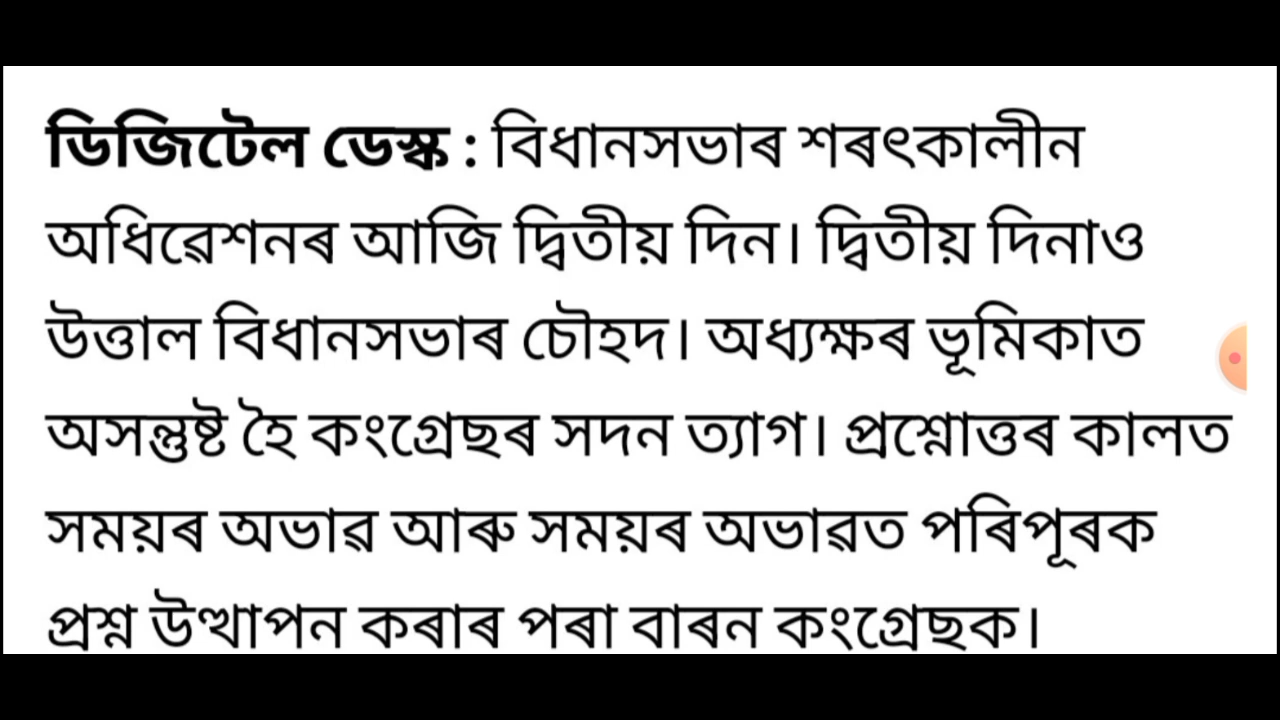 ডিজিটেল ডেস্ক : বিধানসভাৰ শৰৎকালীন
অধিৱেশনৰ আজি দ্বিতীয় দিন। দ্বিতীয় দিনাও
উত্তাল বিধানসভাৰ চৌহদ। অধ্যক্ষৰ ভূমিকাত
অসন্তুষ্ট হৈ কংগ্ৰেছৰ সদন ত্যাগ। প্ৰশ্নোত্তৰ কালত
সময়ৰ অভাৱ আৰু সময়ৰ অভাৱত পৰিপূৰক
প্ৰশ্ন উত্থাপন কৰাৰ পৰা বাৰন কংগ্ৰেছক।